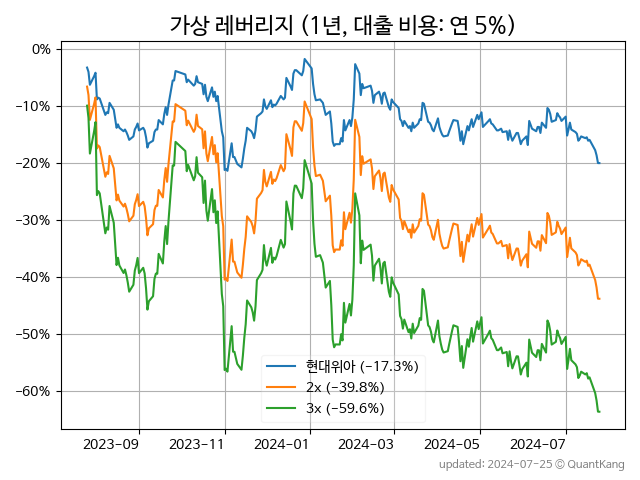 가상 레버리지 (1년, 대출 비용: 연 5%)
0%
−10%
−20%
−30%
−40%
−50%
−60%
현대위아 (−17.3%)
2x (−39.8%)
3x (−59.6%)
2023-09
2023-11
2024-01
2024-03
2024-05
2024-07
updated: 2024-07-25 © QuantKang